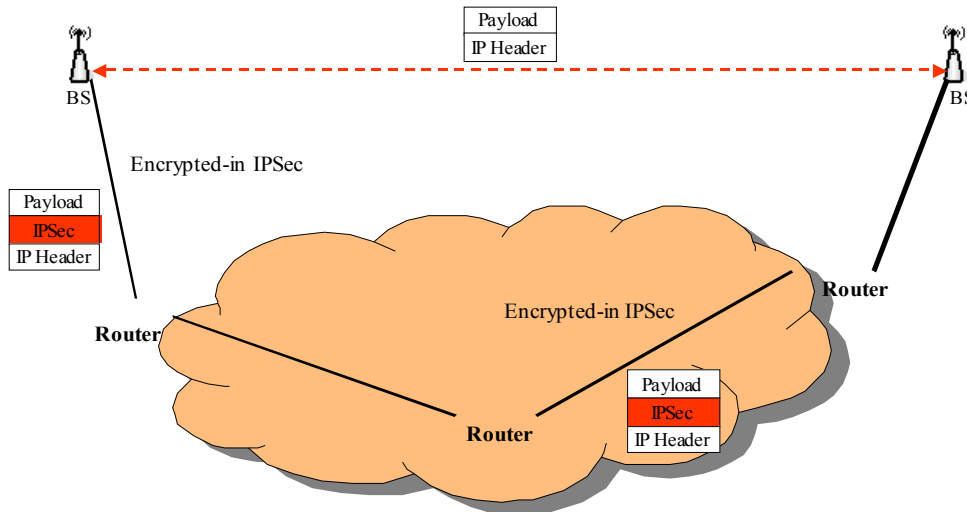 Payload
IP Header
BS
BS
Encrypted-in IPSec
Payload
IPSec
IP Header
Router
Encrypted-in IPSec
Router
Payload
IPSec
IP Header
Router